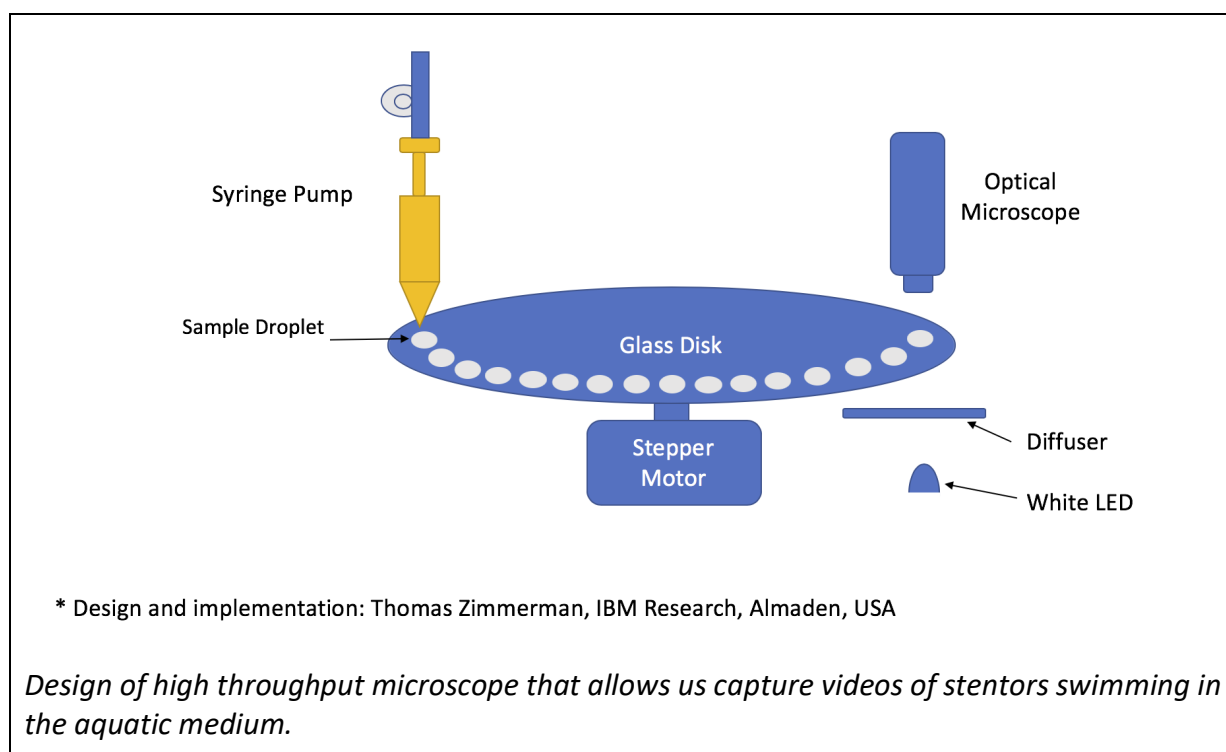 Syringe Pump
Optical
Microscope
Sample Droplet
Glass Disk
Stepper
Motor
Diffuser
White LED
* Design and implementation: Thomas Zimmerman, IBM Research, Almaden, USA
Design of high throughput microscope that allows us capture videos of stentors swimming in
the aquatic medium.